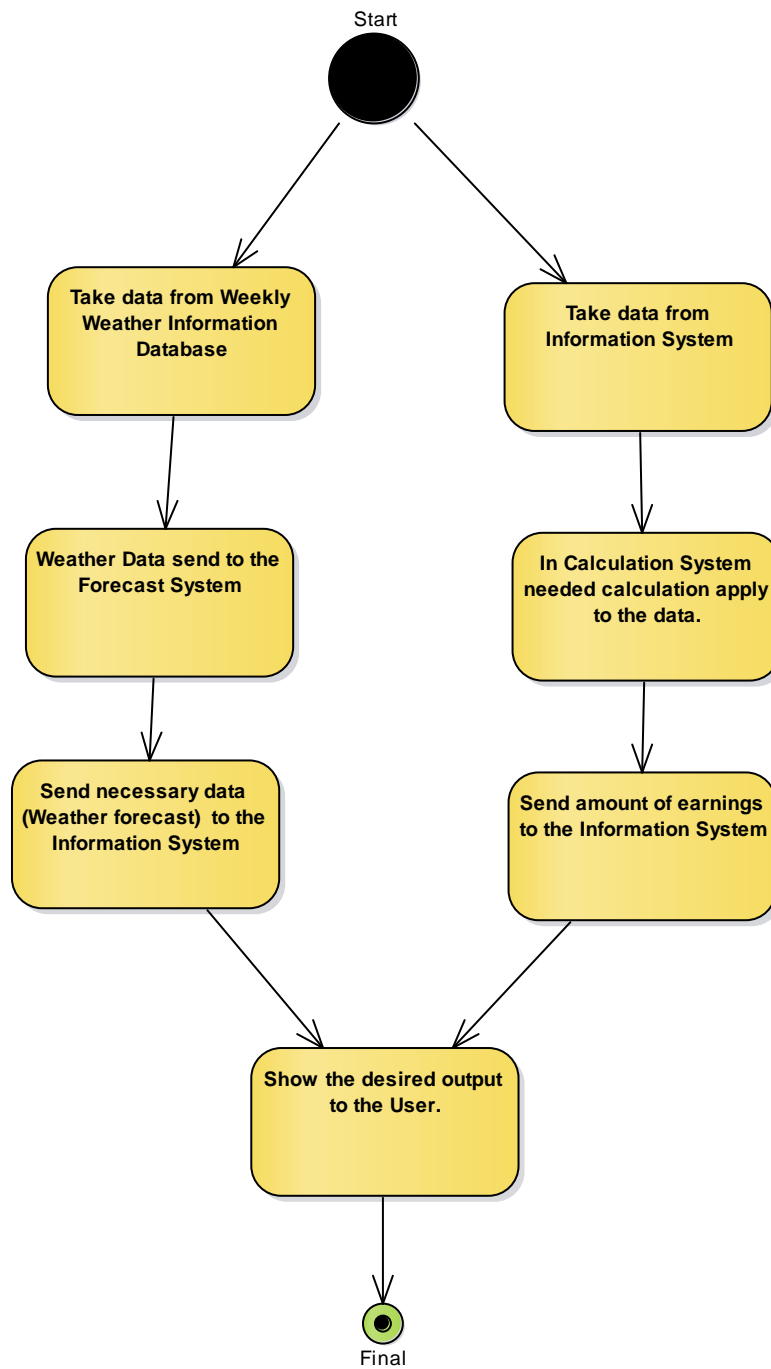 Start
Take data from Weekly
Weather Information
Database
Take data from
Information System
Weather Data send to the
Forecast System
In Calculation System
needed calculation apply
to the data.
Send necessary data
(Weather forecast) to the
Information System
Send amount of earnings
to the Information System
Show the desired output
to the User.
Final